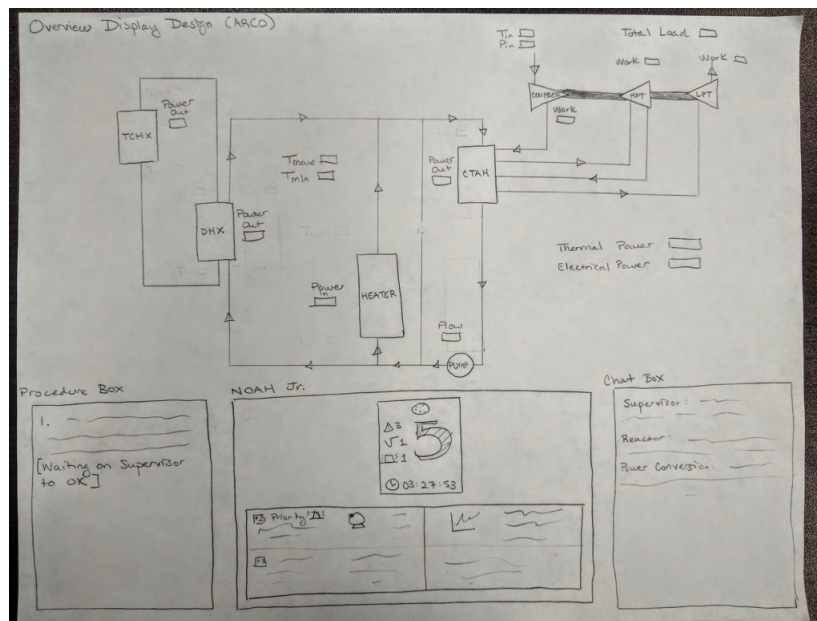 Overview Display Design (ARCO)
Tin
Pin
Total Load
Work
Work
COMPRES
HPT
LPT
Work
TCHX
Power
Out
Tmax
Tmin
Power
Out
CTAH
DHX
Power
Out
Thermal Power
Electrical Power
Power
In
HEATER
Flow
PUMP
Procedure Box
NOAH Jr.
Chat Box
1.
[Waiting on Supervisor
to OK]
Δ3
√1
:1
5
03:27:53
Priority:
Supervisor:
Reactor:
Power Conversion: